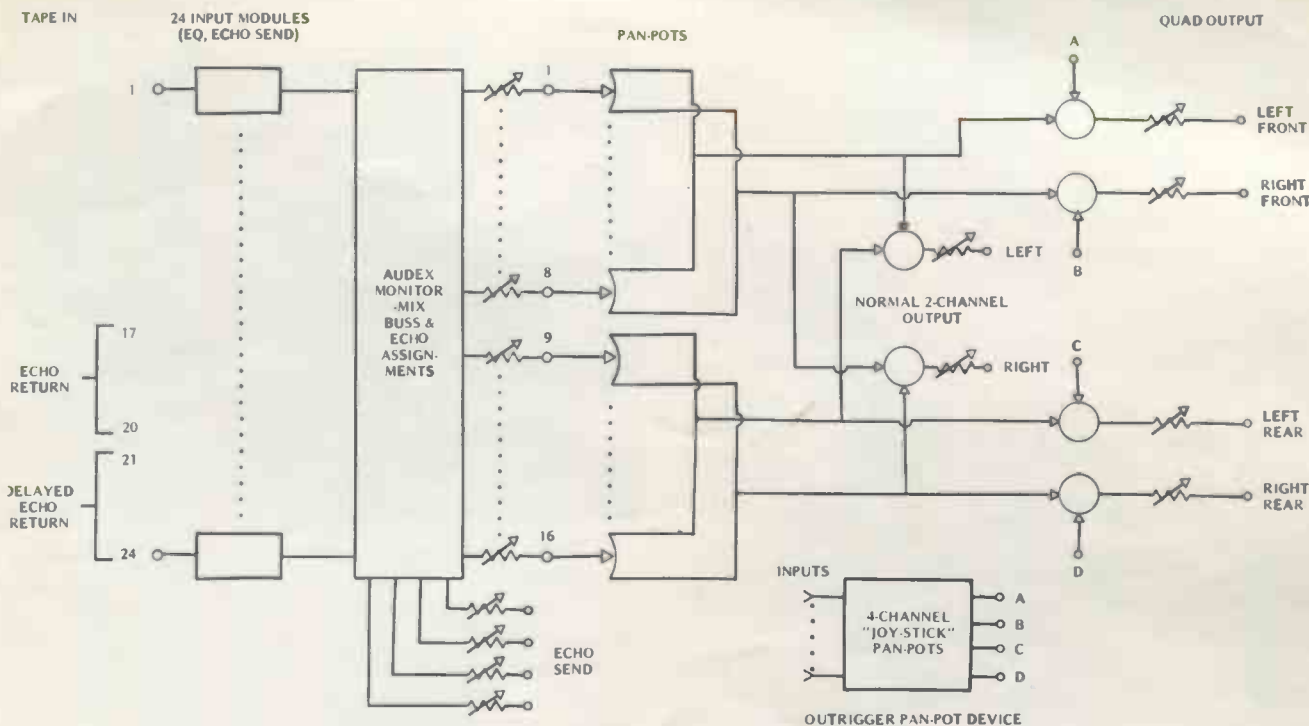 TAPE IN
24 INPUT MODULES
(EQ, ECHO SEND)
PAN-POTS
QUAD OUTPUT
1
1
A
LEFT
FRONT
RIGHT
FRONT
B
LEFT
8
AUDEX
MONITOR
-MIX
BUSS &
ECHO
ASSIGN-
MENTS
NORMAL 2-CHANNEL
OUTPUT
17
9
C
ECHO
RETURN
RIGHT
20
LEFT
REAR
21
DELAYED
ECHO
RETURN
RIGHT
REAR
24
16
D
INPUTS
4-CHANNEL
"JOY-STICK"
PAN-POTS
A
B
C
D
ECHO
SEND
OUTRIGGER PAN-POT DEVICE